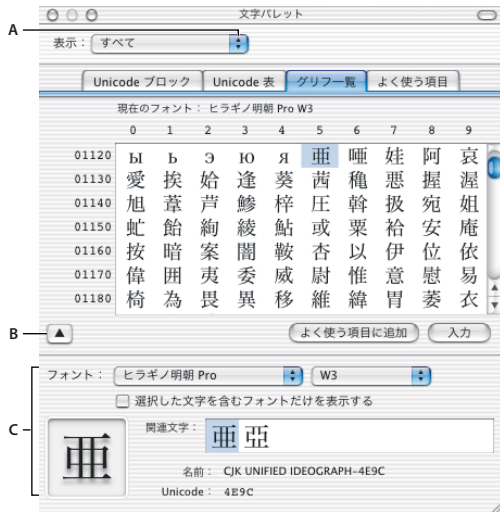 文字パレット
A
表示： すべて
Unicode ブロック Unicode 表 グリフ一覧 よく使う項目
現在のフォント： ヒラギノ明朝 Pro W3
0 1 2 3 4 5 6 7 8 9
01120 ы ь э ю я 亜 唖 娃 阿 哀
01130 愛 挨 姶 逢 葵 茜 穐 悪 握 渥
01140 旭 葦 芦 鯵 梓 圧 斡 扱 宛 姐
01150 虻 飴 絢 綾 鮎 或 粟 袷 安 庵
01160 按 暗 案 闇 鞍 杏 以 伊 位 依
01170 偉 囲 夷 委 威 尉 惟 意 慰 易
01180 椅 為 畏 異 移 維 緯 胃 萎 衣
B
よく使う項目に追加 入力
フォント： ヒラギノ明朝 Pro W3
選択した文字を含むフォントだけを表示する
C
亜
関連文字： 亜 亞
名前： CJK UNIFIED IDEOGRAPH-4E9C
Unicode： 4E9C